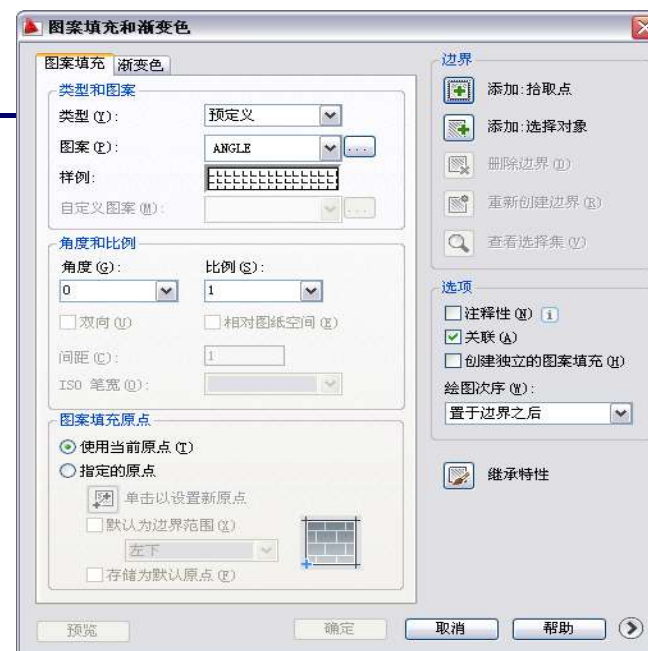 图案填充和渐变色
图案填充 渐变色
类型和图案
类型(Y): 预定义
图案(P): ANGLE ...
样例:
自定义图案(M): ...
角度和比例
角度(G): 比例(S):
0 1
双向(U) 相对图纸空间(E)
间距(C): 1
ISO 笔宽(O):
图案填充原点
使用当前原点(T)
指定的原点
单击以设置新原点
默认为边界范围(X)
左下
存储为默认原点(F)
预览
边界
添加:拾取点
添加:选择对象
删除边界(D)
重新创建边界(R)
查看选择集(V)
选项
注释性(N) i
关联(A)
创建独立的图案填充(H)
绘图次序(W):
置于边界之后
继承特性
确定 取消 帮助